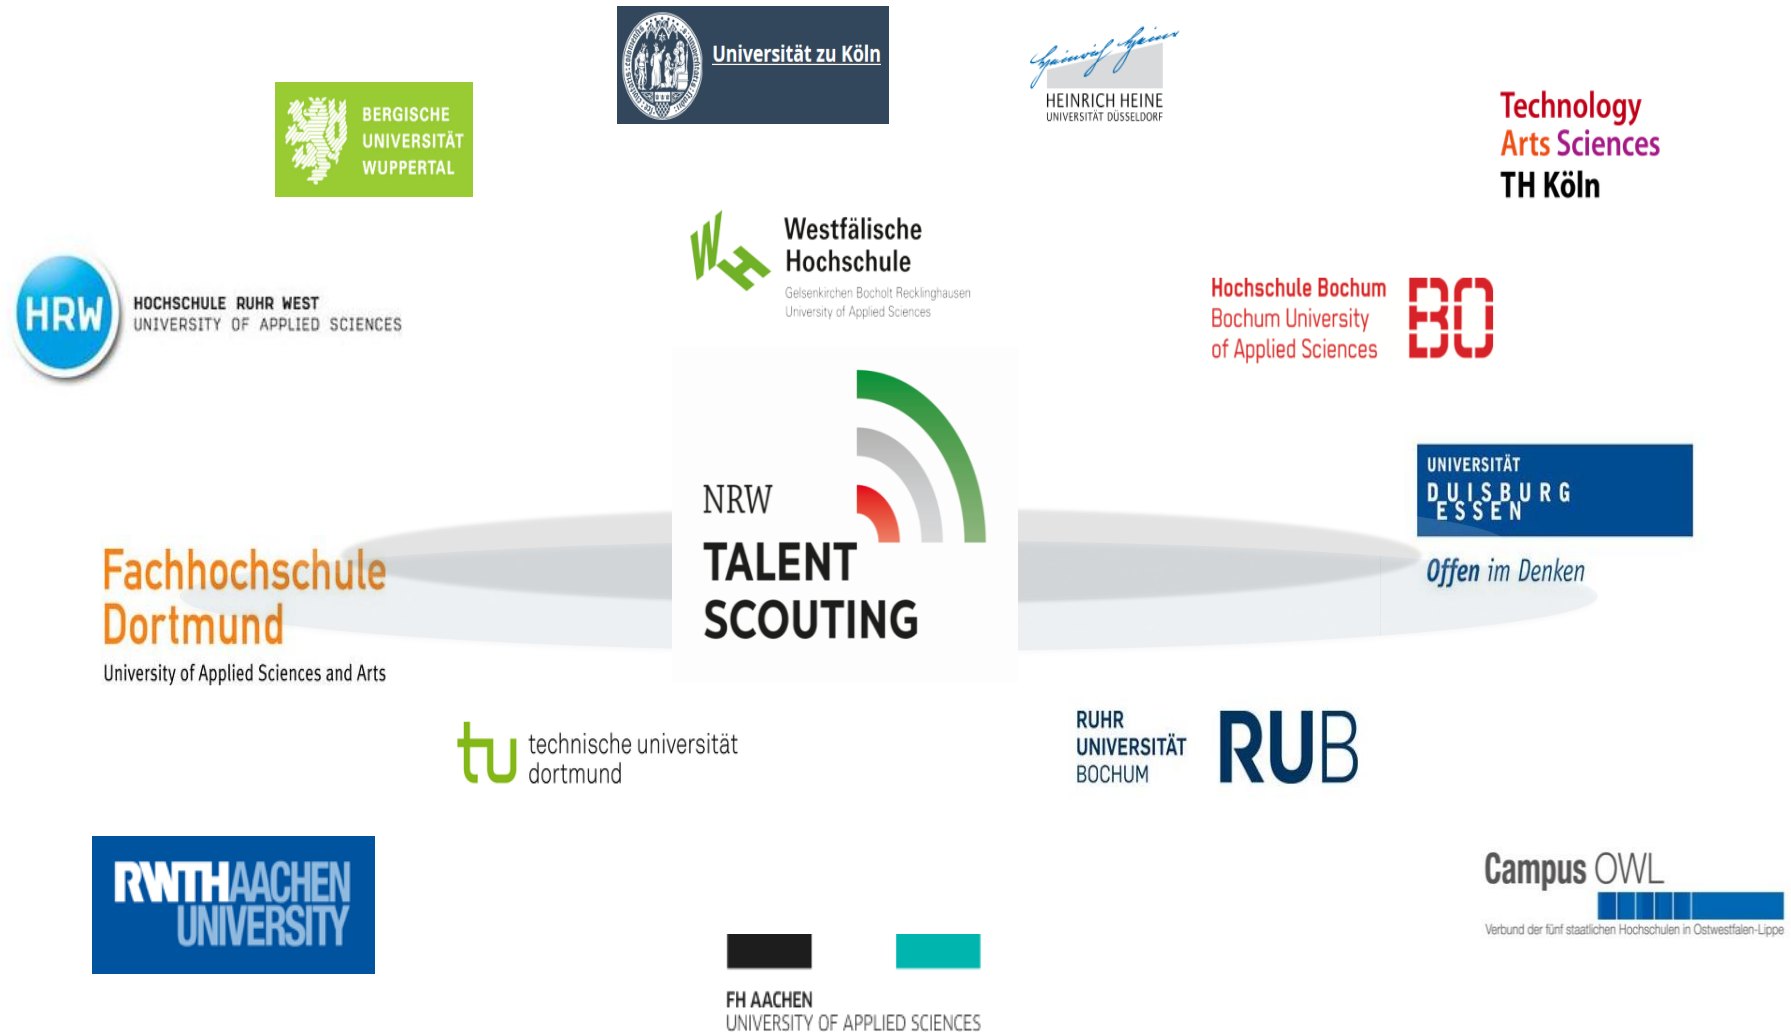 Universität zu Köln
Heinrich Heine
HEINRICH HEINE
UNIVERSITÄT DÜSSELDORF
BERGISCHE
UNIVERSITÄT
WUPPERTAL
Technology
Arts Sciences
TH Köln
WH
Westfälische
Hochschule
Gelsenkirchen Bocholt Recklinghausen
University of Applied Sciences
HRW
HOCHSCHULE RUHR WEST
UNIVERSITY OF APPLIED SCIENCES
Hochschule Bochum
Bochum University
of Applied Sciences
BO
NRW
TALENT
SCOUTING
UNIVERSITÄT
DUISBURG
ESSEN
Offen im Denken
Fachhochschule
Dortmund
University of Applied Sciences and Arts
tu
technische universität
dortmund
RUHR
UNIVERSITÄT
BOCHUM
RUB
RWTHAACHEN
UNIVERSITY
Campus OWL
Verbund der fünf staatlichen Hochschulen in Ostwestfalen-Lippe
FH AACHEN
UNIVERSITY OF APPLIED SCIENCES